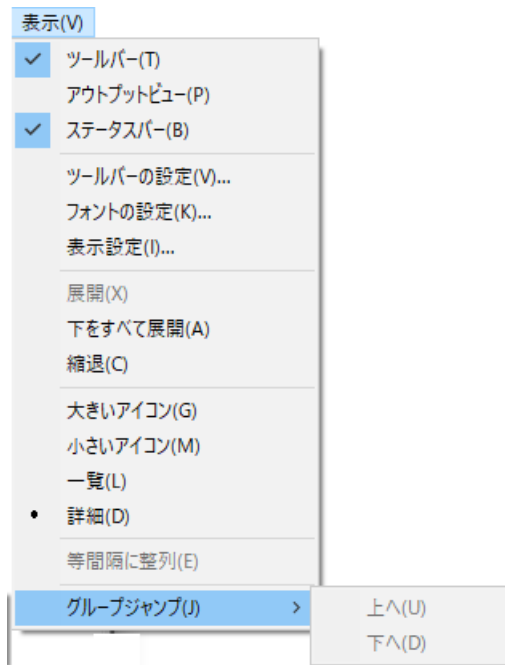 表示(V)
ツールバー(T)
アウトプットビュー(P)
ステータスバー(B)
ツールバーの設定(V)...
フォントの設定(K)...
表示設定(I)...
展開(X)
下をすべて展開(A)
縮退(C)
大きいアイコン(G)
小さいアイコン(M)
一覧(L)
詳細(D)
等間隔に整列(E)
グループジャンプ(J)
上へ(U)
下へ(D)